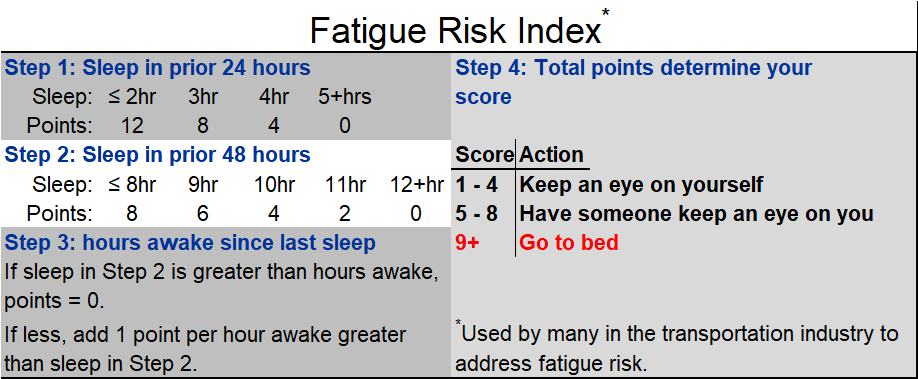 Fatigue Risk Index*
Step 1: Sleep in prior 24 hours
Sleep: ≤ 2hr 3hr 4hr 5+hrs
Points: 12 8 4 0
Step 2: Sleep in prior 48 hours
Sleep: ≤ 8hr 9hr 10hr 11hr 12+hr
Points: 8 6 4 2 0
Step 3: hours awake since last sleep
If sleep in Step 2 is greater than hours awake,
points = 0.
If less, add 1 point per hour awake greater
than sleep in Step 2.
Step 4: Total points determine your
score
Score Action
1 - 4 Keep an eye on yourself
5 - 8 Have someone keep an eye on you
9+ Go to bed
*Used by many in the transportation industry to
address fatigue risk.